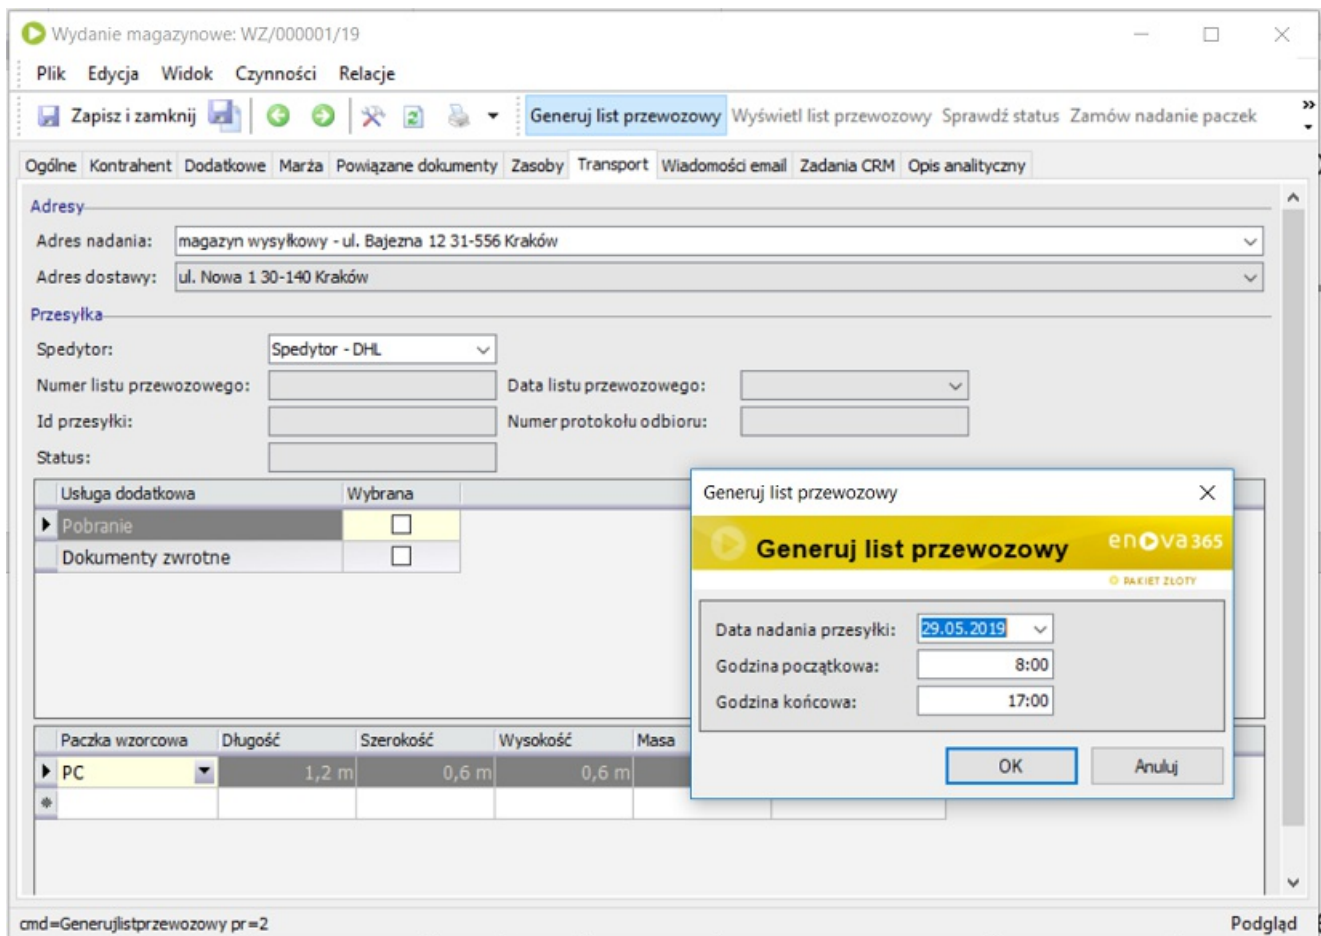 Wydanie magazynowe: WZ/000001/19
Plik Edycja Widok Czynności Relacje
Zapisz i zamknij Generuj list przewozowy Wyświetl list przewozowy Sprawdź status Zamów nadanie paczek
Ogólne Kontrahent Dodatkowe Marża Powiązane dokumenty Zasoby Transport Wiadomości email Zadania CRM Opis analityczny
Adresy
Adres nadania: magazyn wysyłkowy - ul. Bajezna 12 31-556 Kraków
Adres dostawy: ul. Nowa 1 30-140 Kraków
Przesyłka
Spedytor: Spedytor - DHL
Numer listu przewozowego: Data listu przewozowego:
Id przesyłki: Numer protokołu odbioru:
Status:
Usługa dodatkowa Wybrana
Pobranie
Dokumenty zwrotne
Generuj list przewozowy
Generuj list przewozowy enova365
PAKIET ZŁOTY
Data nadania przesyłki: 29.05.2019
Godzina początkowa: 8:00
Godzina końcowa: 17:00
OK Anuluj
Paczka wzorcowa Długość Szerokość Wysokość Masa
PC 1,2 m 0,6 m 0,6 m
cmd=Generujlistprzewozowy pr=2 Podgląd